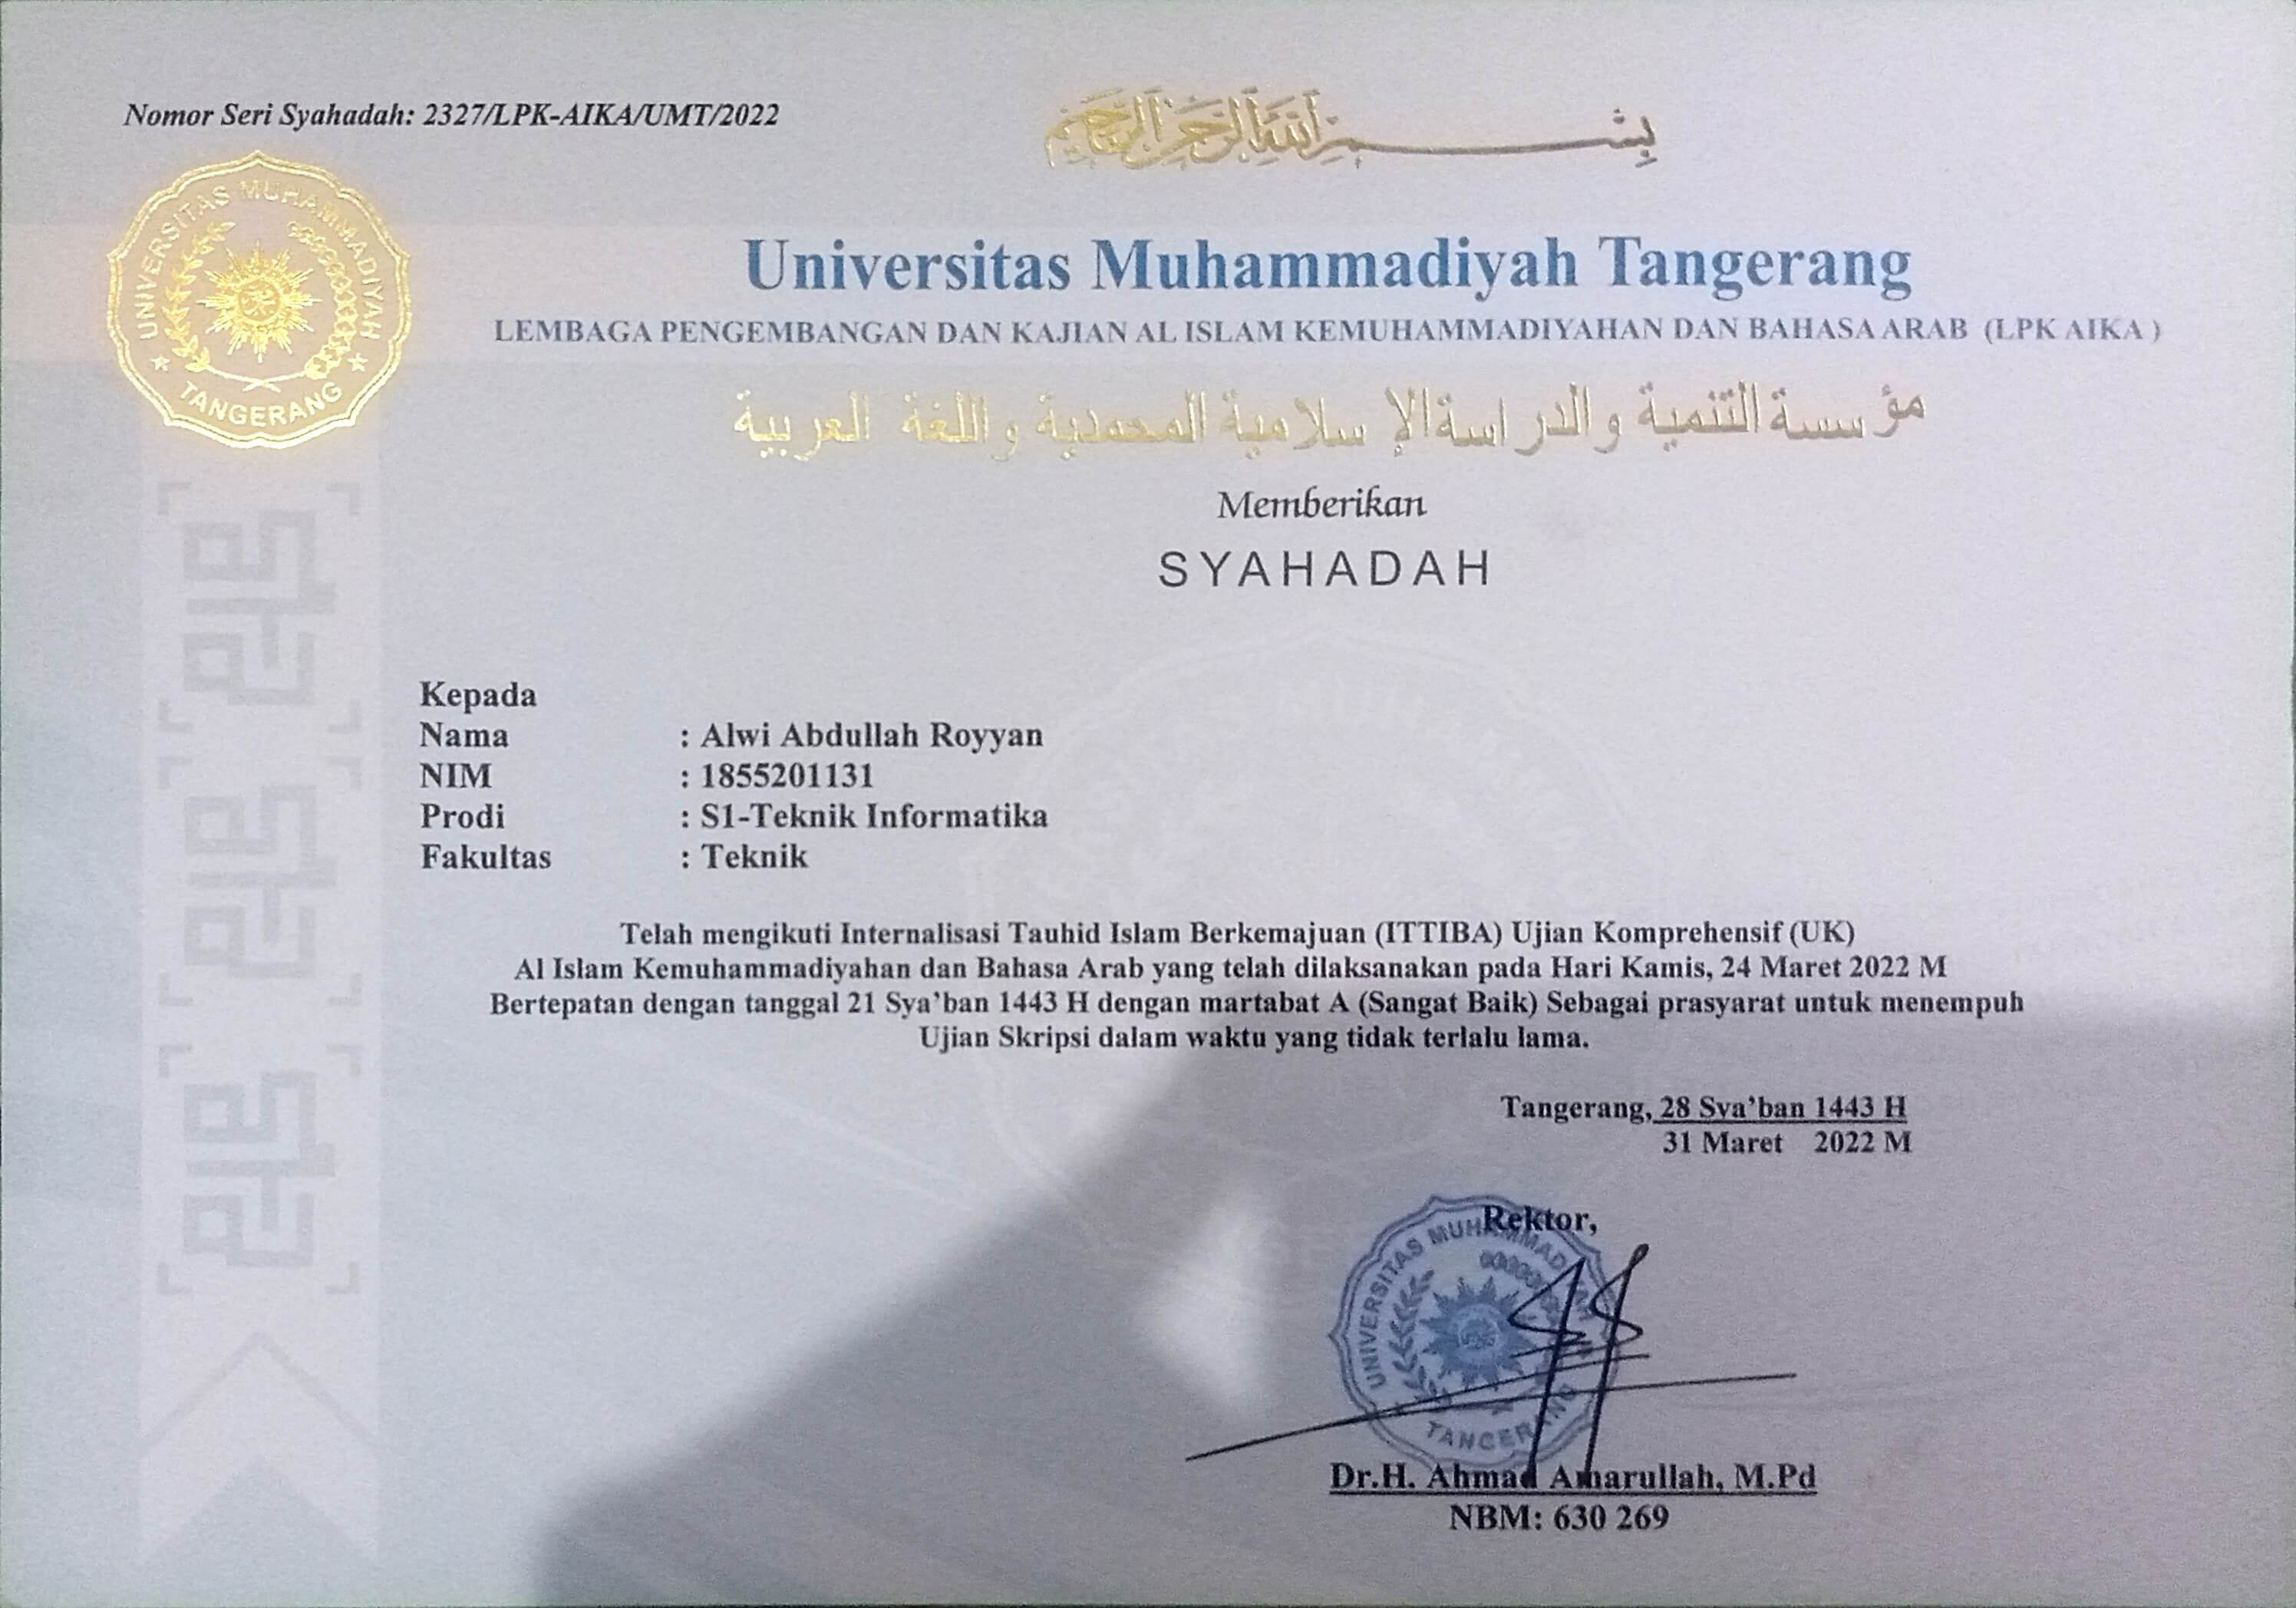 Nomor Seri Syahadah: 2327/LPK-AIKA/UMT/2022
بِسْمِ اللهِ الرَّحْمٰنِ الرَّحِيْمِ
UNIVERSITAS MUHAMMADIYAH
TANGERANG
Universitas Muhammadiyah Tangerang
LEMBAGA PENGEMBANGAN DAN KAJIAN AL ISLAM KEMUHAMMADIYAHAN DAN BAHASA ARAB (LPK AIKA )
مؤسسة التنمية والدراسة الإسلامية المحمدية واللغة العربية
Memberikan
SYAHADAH
Kepada
Nama : Alwi Abdullah Royyan
NIM : 1855201131
Prodi : S1-Teknik Informatika
Fakultas : Teknik
Telah mengikuti Internalisasi Tauhid Islam Berkemajuan (ITTIBA) Ujian Komprehensif (UK)
Al Islam Kemuhammadiyahan dan Bahasa Arab yang telah dilaksanakan pada Hari Kamis, 24 Maret 2022 M
Bertepatan dengan tanggal 21 Sya’ban 1443 H dengan martabat A (Sangat Baik) Sebagai prasyarat untuk menempuh
Ujian Skripsi dalam waktu yang tidak terlalu lama.
Tangerang, 28 Sya’ban 1443 H
31 Maret 2022 M
Rektor,
UNIVERSITAS MUHAMMADIYAH
TANGERANG
Dr.H. Ahmad Amarullah, M.Pd
NBM: 630 269